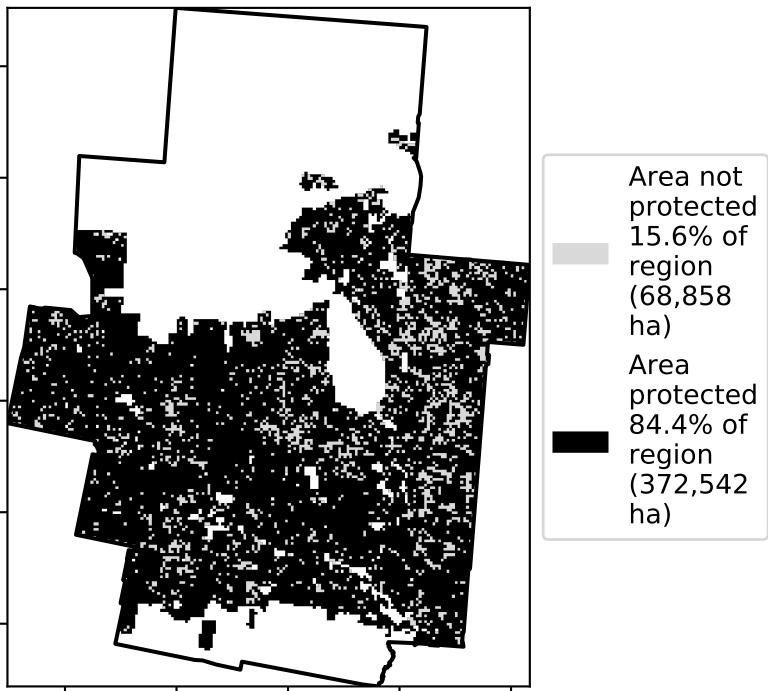 Area not
protected
15.6% of
region
(68,858
ha)
Area
protected
84.4% of
region
(372,542
ha)